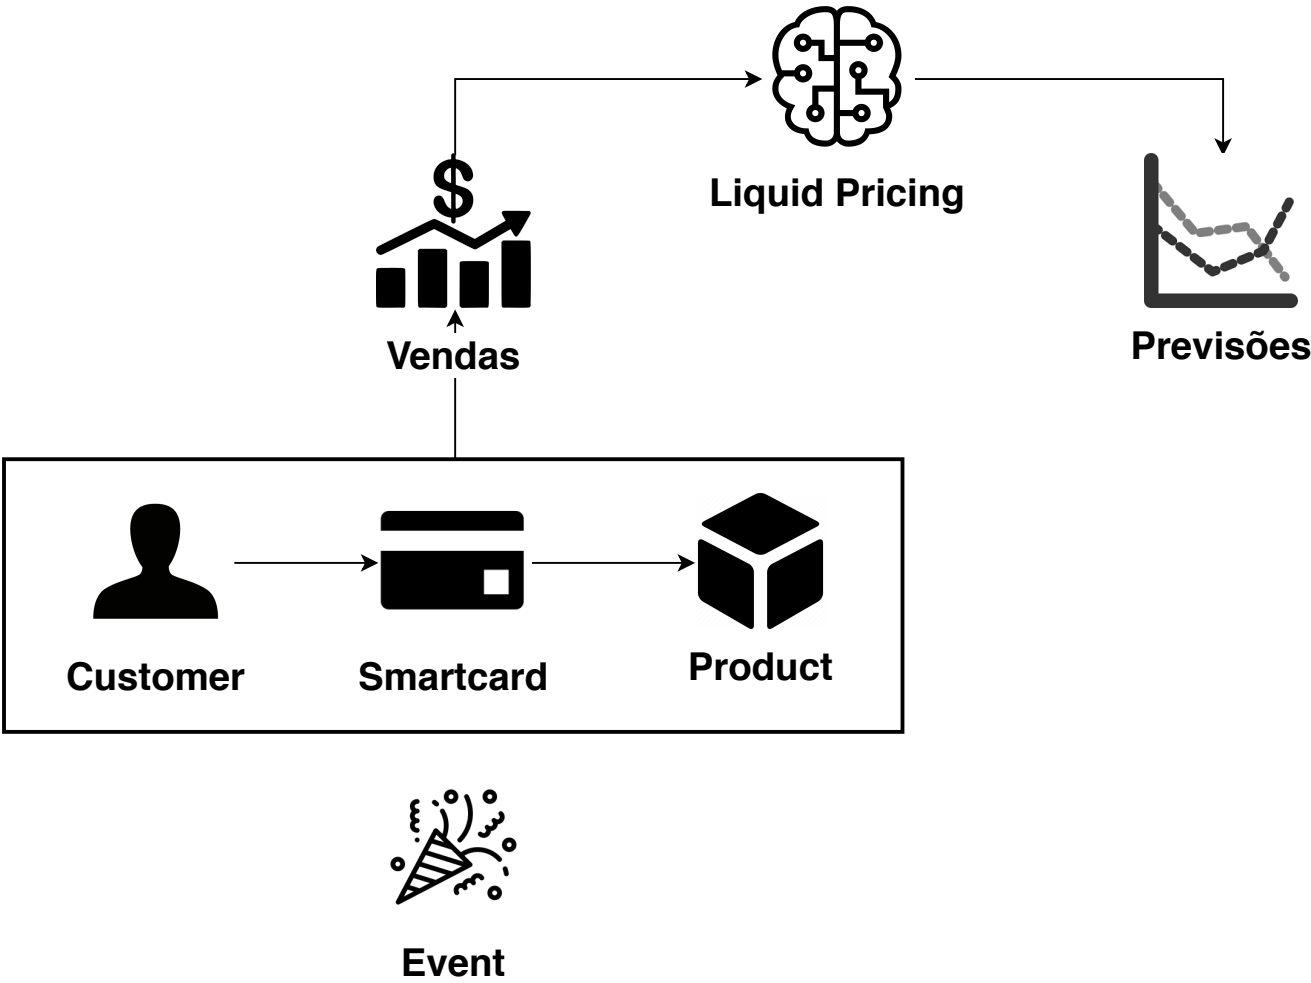 Liquid Pricing
Vendas
Previsões
Customer
Smartcard
Product
Event